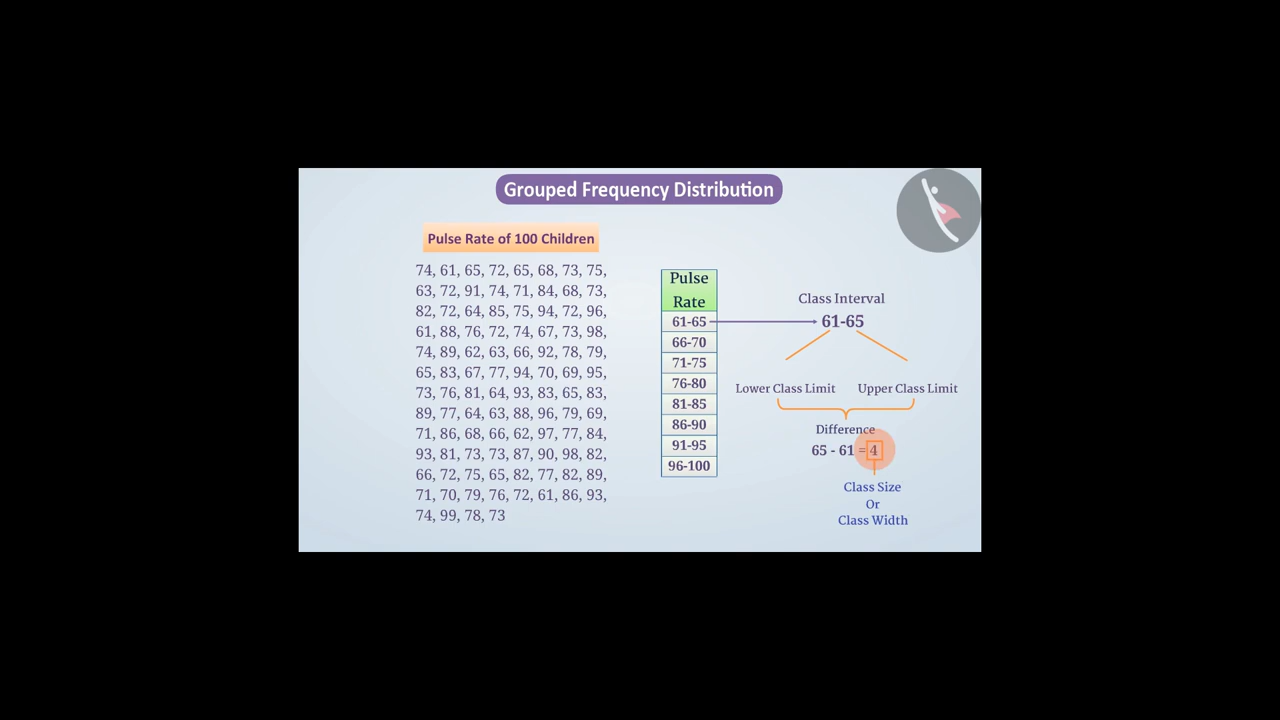 Grouped Frequency Distribution
Pulse Rate of 100 Children
74, 61, 65, 72, 65, 68, 73, 75,
63, 72, 91, 74, 71, 84, 68, 73,
82, 72, 64, 85, 75, 94, 72, 96,
61, 88, 76, 72, 74, 67, 73, 98,
74, 89, 62, 63, 66, 92, 78, 79,
65, 83, 67, 77, 94, 70, 69, 95,
73, 76, 81, 64, 93, 83, 65, 83,
89, 77, 64, 63, 88, 96, 79, 69,
71, 86, 68, 66, 62, 97, 77, 84,
93, 81, 73, 73, 87, 90, 98, 82,
66, 72, 75, 65, 82, 77, 82, 89,
71, 70, 79, 76, 72, 61, 86, 93,
74, 99, 78, 73
Pulse
Rate
61-65
66-70
71-75
76-80
81-85
86-90
91-95
96-100
Class Interval
61-65
Lower Class Limit Upper Class Limit
Difference
65 - 61 = 4
Class Size
Or
Class Width